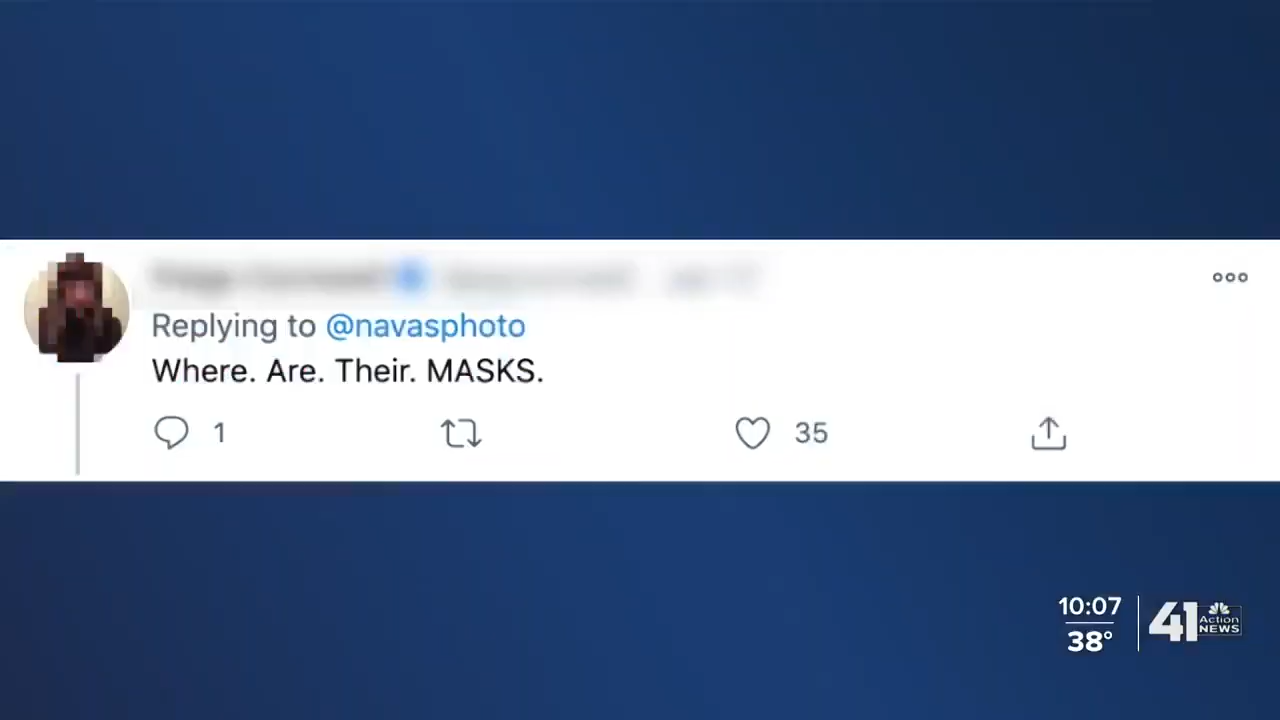 Replying to @navasphoto
Where. Are. Their. MASKS.
1
35
10:07
38°
41 Action NEWS